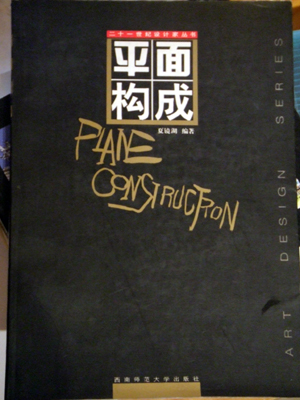 二十一世纪设计家丛书
平面
构成
夏镜湖 编著
PLANE
CONSTRUCTION
ART DESIGN SERIES
西南师范大学出版社